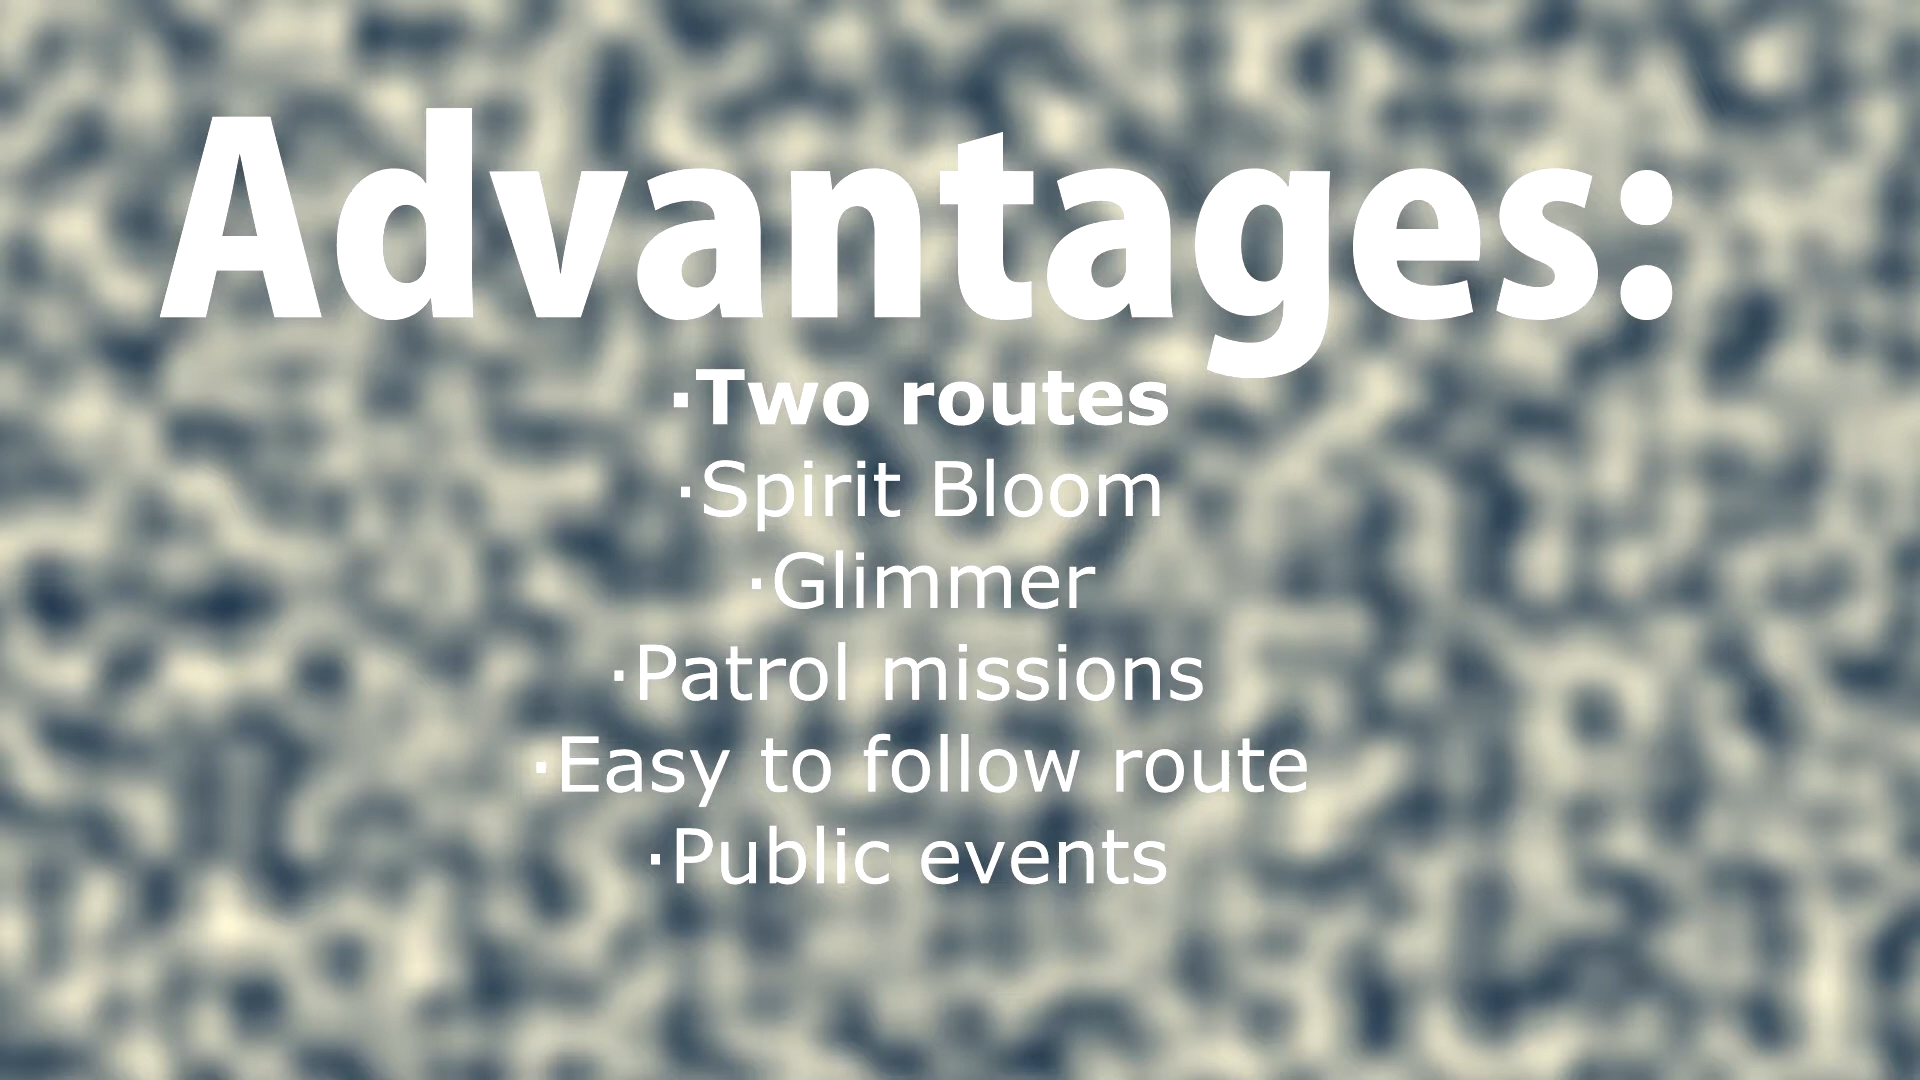 Advantages:
·Two routes
·Spirit Bloom
·Glimmer
·Patrol missions
·Easy to follow route
·Public events